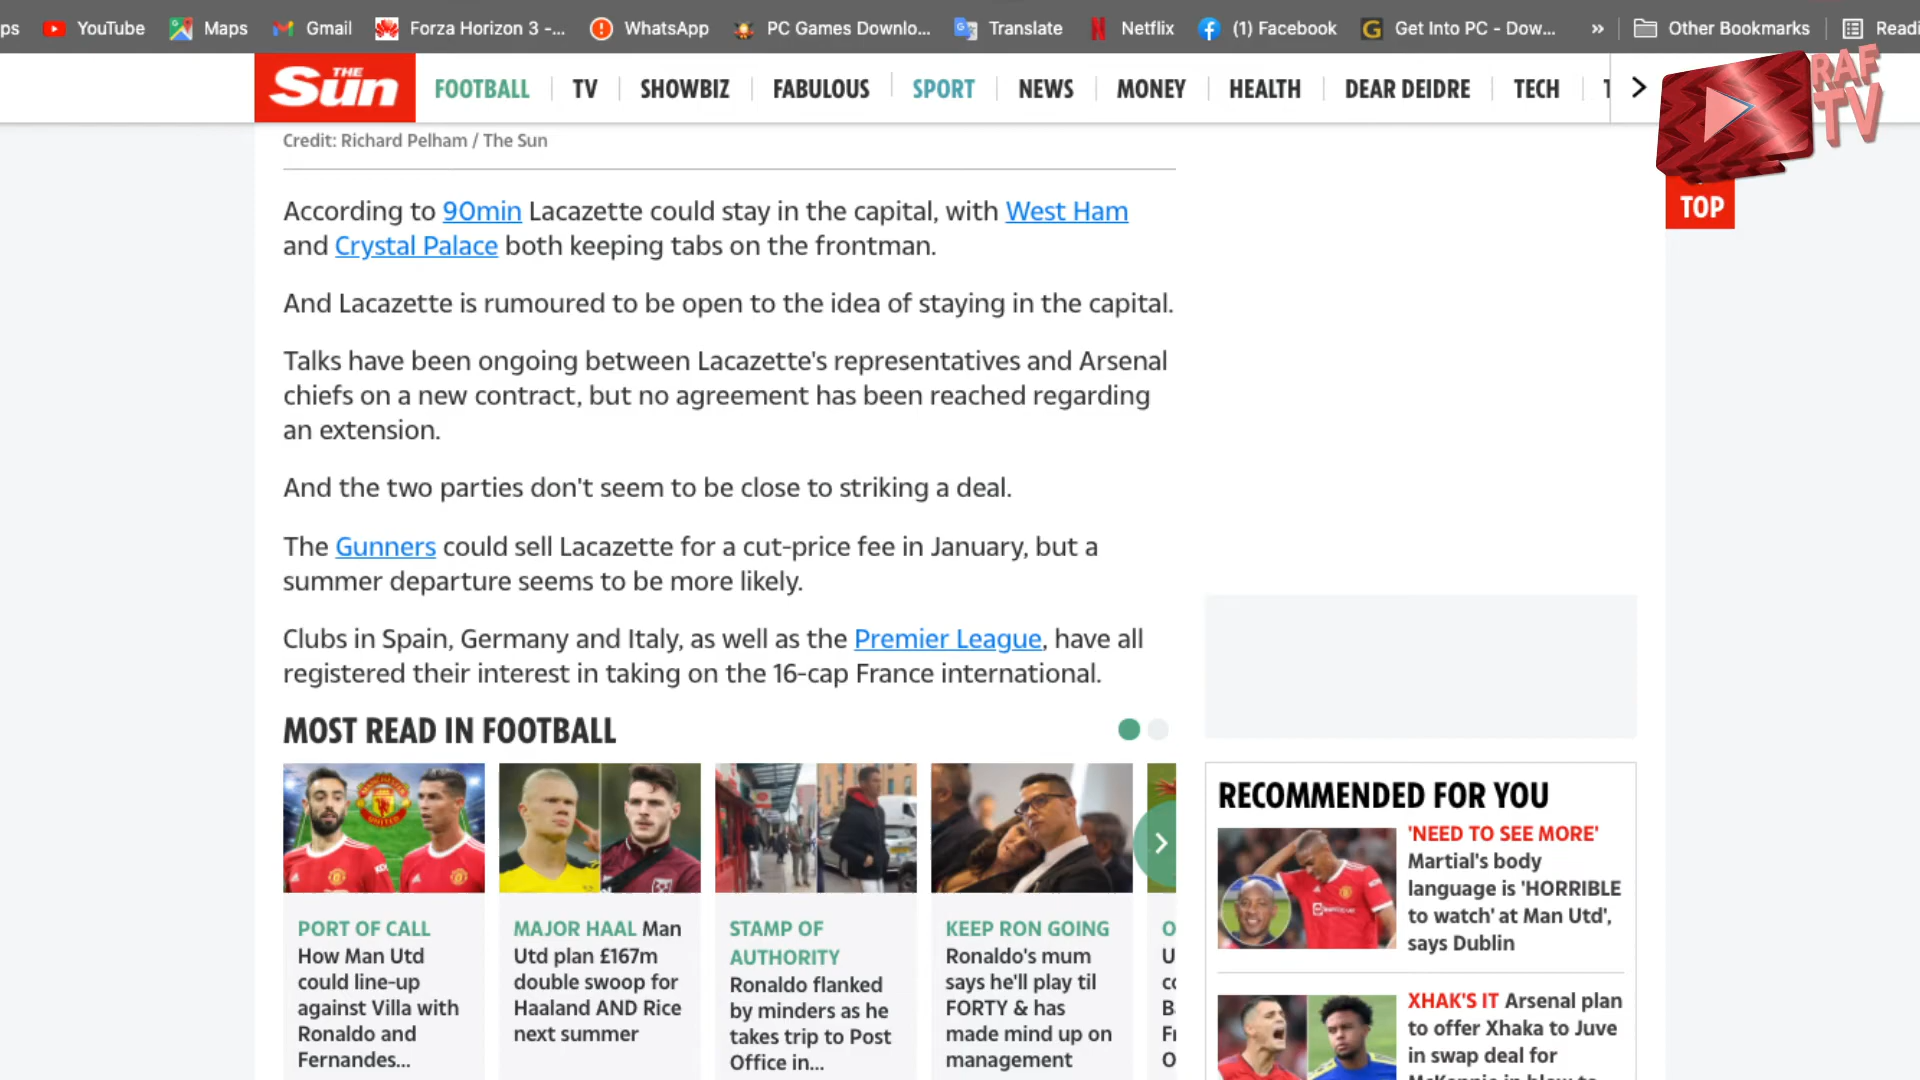 ps YouTube Maps Gmail Forza Horizon 3 -... WhatsApp PC Games Downlo... Translate Netflix (1) Facebook Get Into PC - Dow... » Other Bookmarks Readi
THE Sun FOOTBALL TV SHOWBIZ FABULOUS SPORT NEWS MONEY HEALTH DEAR DEIDRE TECH
RAF
TV
TOP
Credit: Richard Pelham / The Sun
According to 90min Lacazette could stay in the capital, with West Ham
and Crystal Palace both keeping tabs on the frontman.
And Lacazette is rumoured to be open to the idea of staying in the capital.
Talks have been ongoing between Lacazette's representatives and Arsenal
chiefs on a new contract, but no agreement has been reached regarding
an extension.
And the two parties don't seem to be close to striking a deal.
The Gunners could sell Lacazette for a cut-price fee in January, but a
summer departure seems to be more likely.
Clubs in Spain, Germany and Italy, as well as the Premier League, have all
registered their interest in taking on the 16-cap France international.
MOST READ IN FOOTBALL
PORT OF CALL
How Man Utd
could line-up
against Villa with
Ronaldo and
Fernandes...
MAJOR HAAL Man
Utd plan £167m
double swoop for
Haaland AND Rice
next summer
STAMP OF
AUTHORITY
Ronaldo flanked
by minders as he
takes trip to Post
Office in...
KEEP RON GOING
Ronaldo's mum
says he'll play til
FORTY & has
made mind up on
management
RECOMMENDED FOR YOU
'NEED TO SEE MORE'
Martial's body
language is 'HORRIBLE
to watch' at Man Utd',
says Dublin
XHAK'S IT Arsenal plan
to offer Xhaka to Juve
in swap deal for